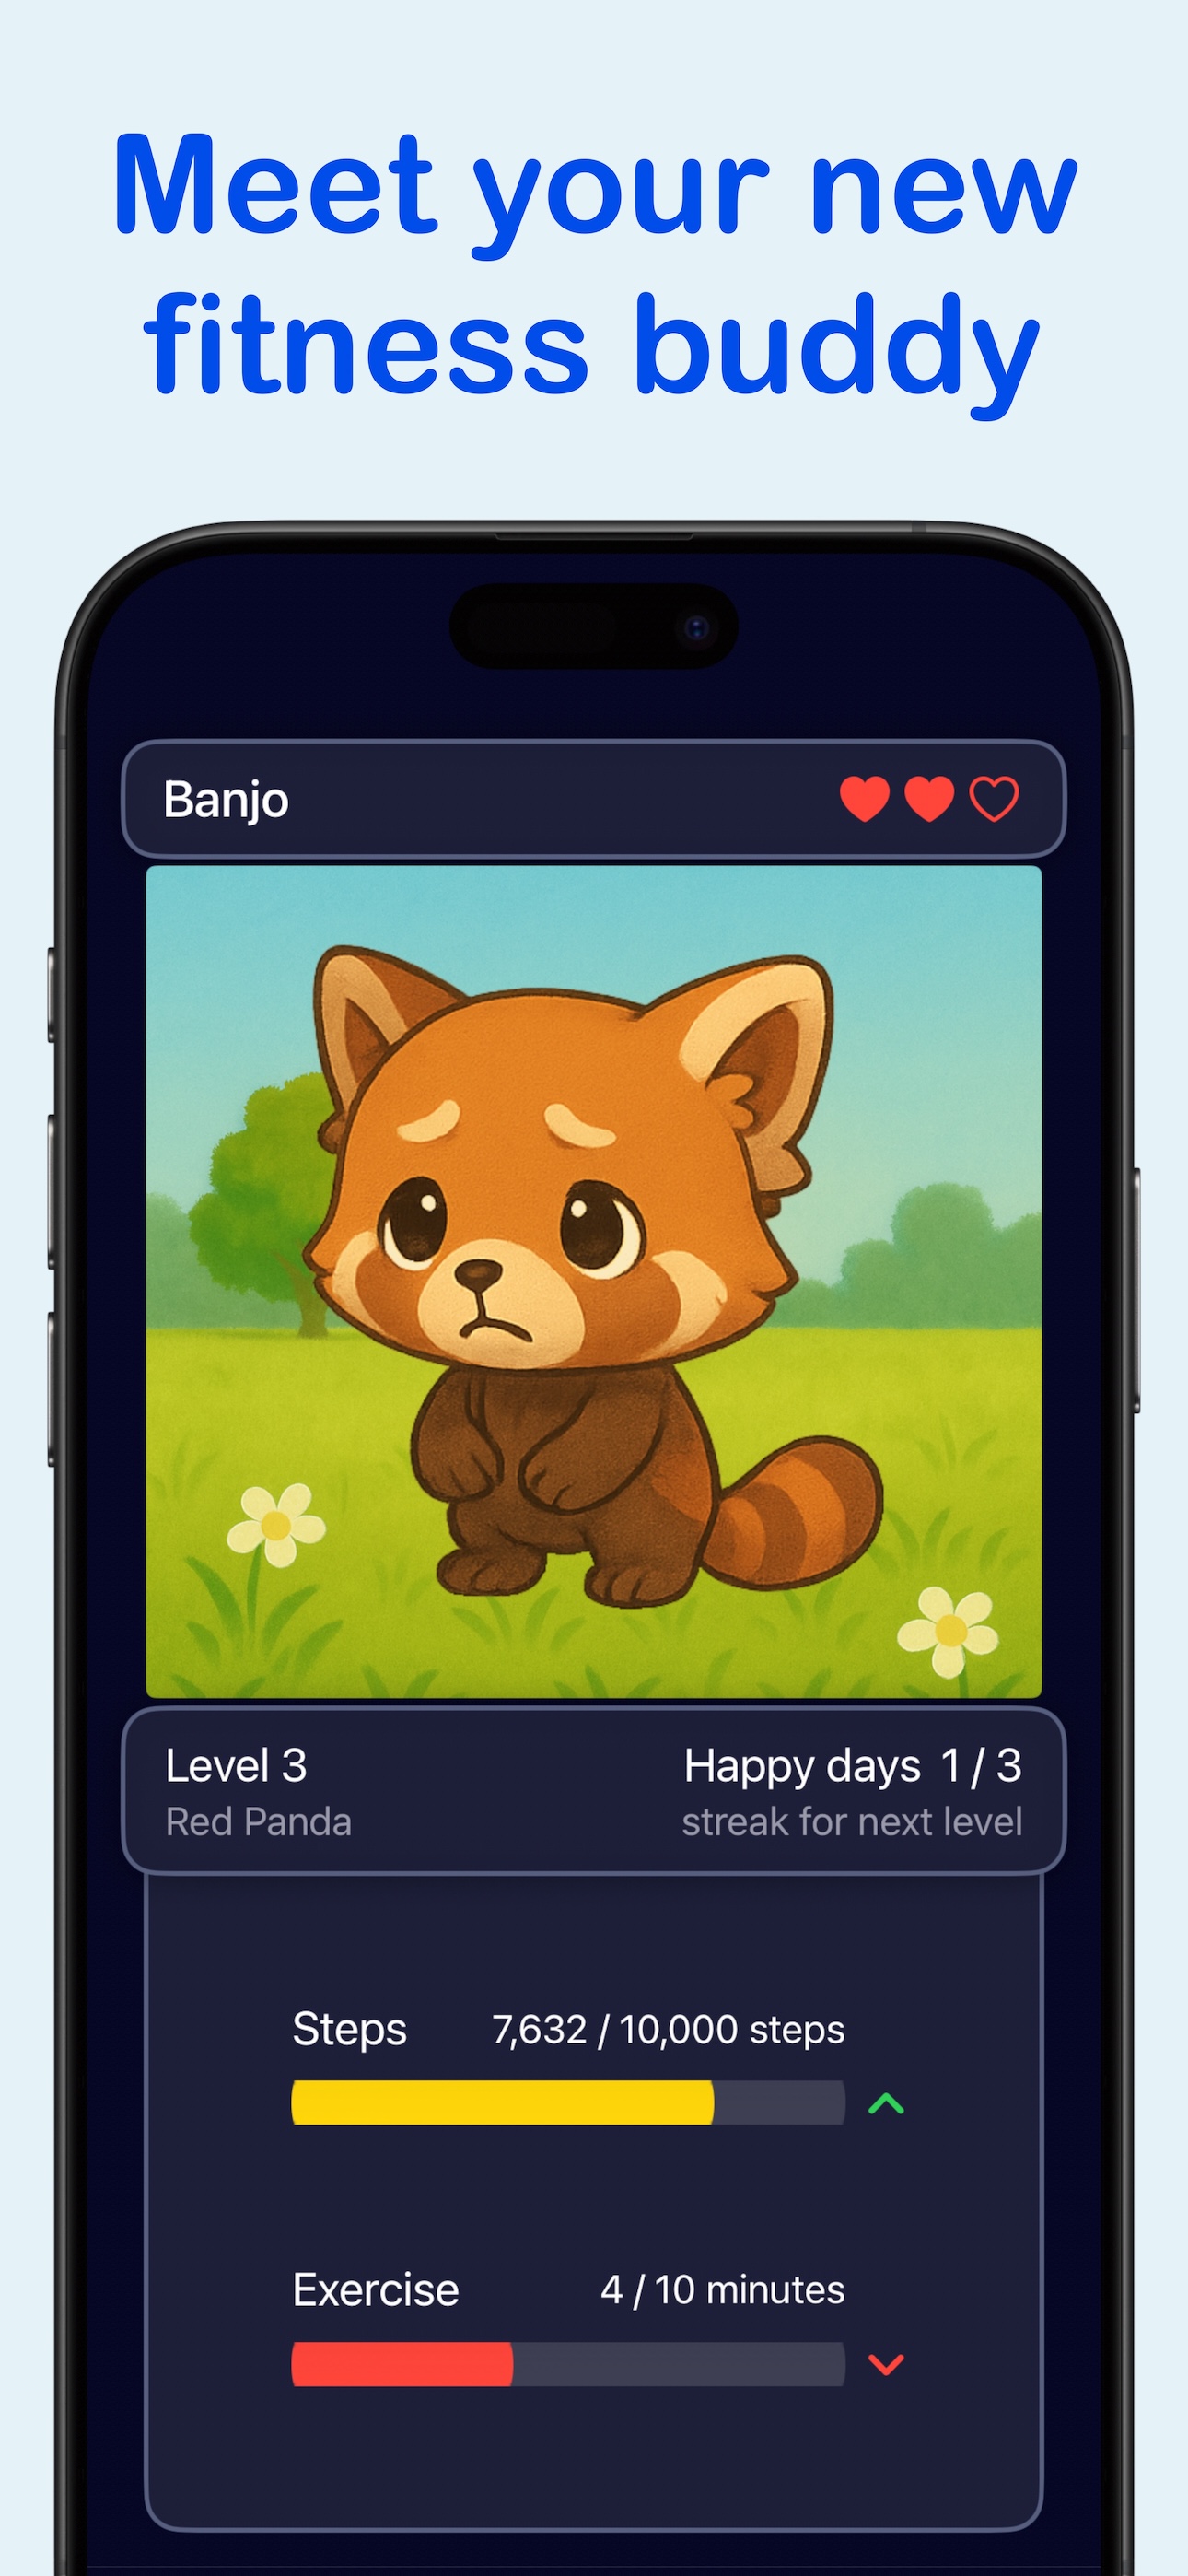 Meet your new
fitness buddy
Banjo
Level 3
Happy days 1 / 3
Red Panda
streak for next level
Steps
7,632 / 10,000 steps
Exercise
4 / 10 minutes